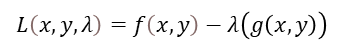 L(x, y, λ) = f(x, y) − λ(g(x, y))